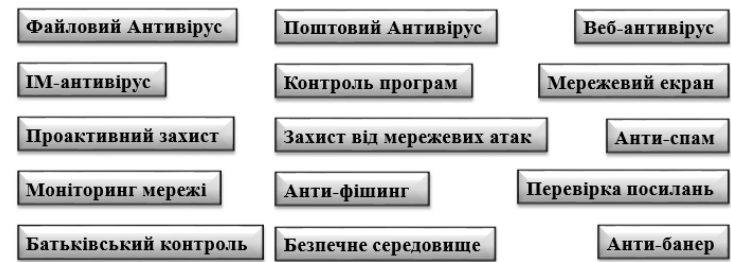 Файловий Антивірус
Поштовий Антивірус
Веб-антивірус
ІМ-антивірус
Контроль програм
Мережевий екран
Проактивний захист
Захист від мережевих атак
Анти-спам
Моніторинг мережі
Анти-фішинг
Перевірка посилань
Батьківський контроль
Безпечне середовище
Анти-банер